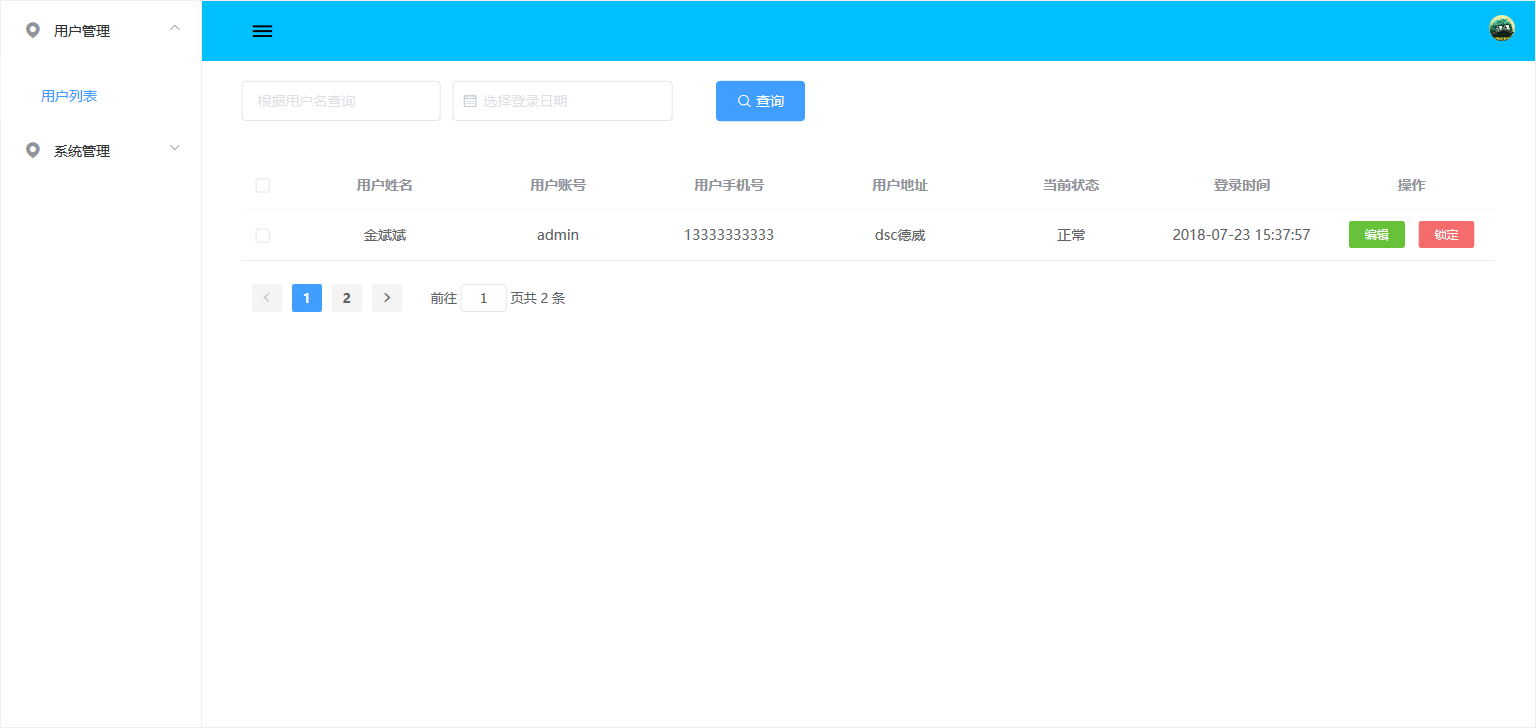 用户管理
用户列表
系统管理
根据用户名查询 选择登录日期 查询
用户姓名 用户账号 用户手机号 用户地址 当前状态 登录时间 操作
金斌斌 admin 13333333333 dsc德威 正常 2018-07-23 15:37:57 编辑 锁定
1 2 前往 1 页共 2 条